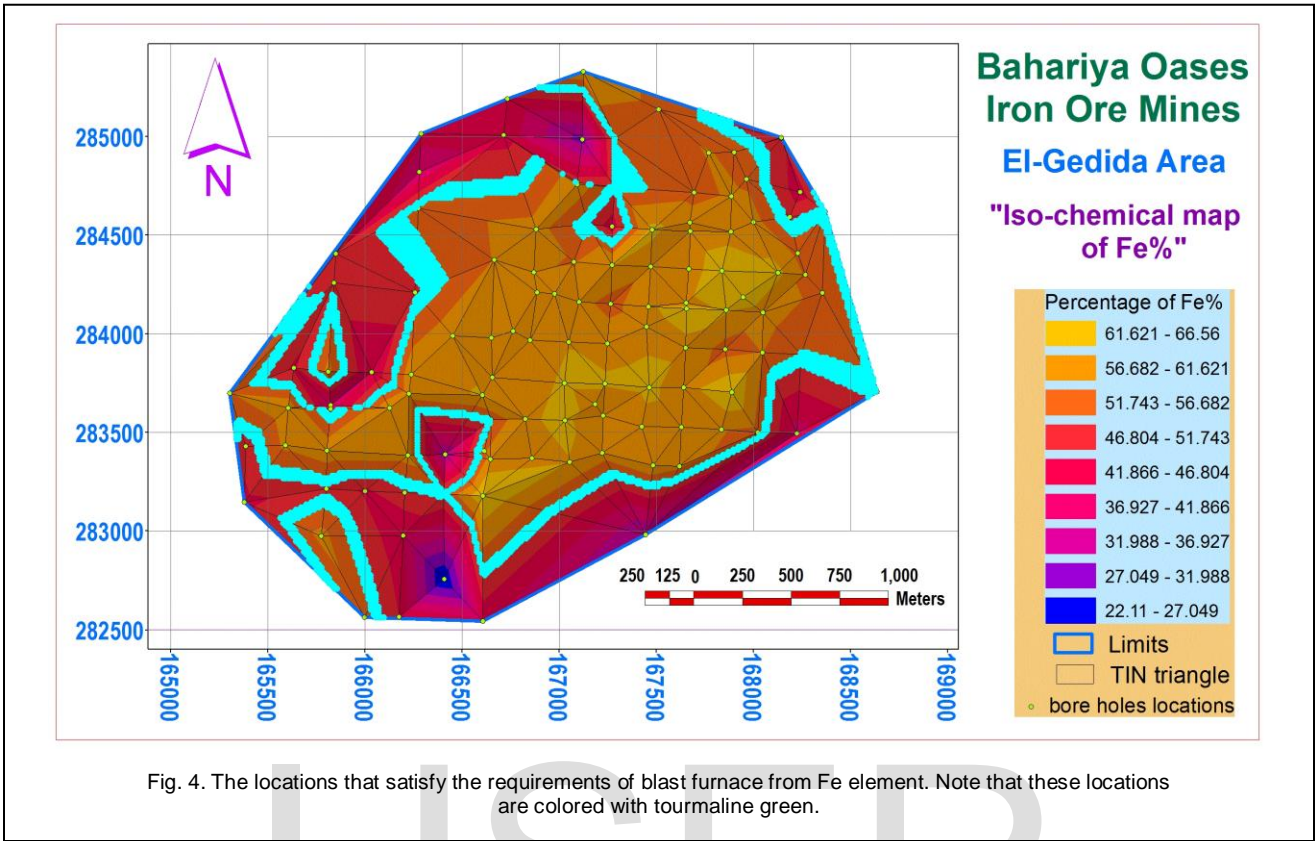 Bahariya Oases
Iron Ore Mines
El-Gedida Area
"Iso-chemical map
of Fe%"
N
285000
284500
284000
283500
283000
282500
165000
165500
166000
166500
167000
167500
168000
168500
169000
250 125 0 250 500 750 1,000
Meters
Percentage of Fe%
61.621 - 66.56
56.682 - 61.621
51.743 - 56.682
46.804 - 51.743
41.866 - 46.804
36.927 - 41.866
31.988 - 36.927
27.049 - 31.988
22.11 - 27.049
Limits
TIN triangle
bore holes locations
Fig. 4. The locations that satisfy the requirements of blast furnace from Fe element. Note that these locations
are colored with tourmaline green.